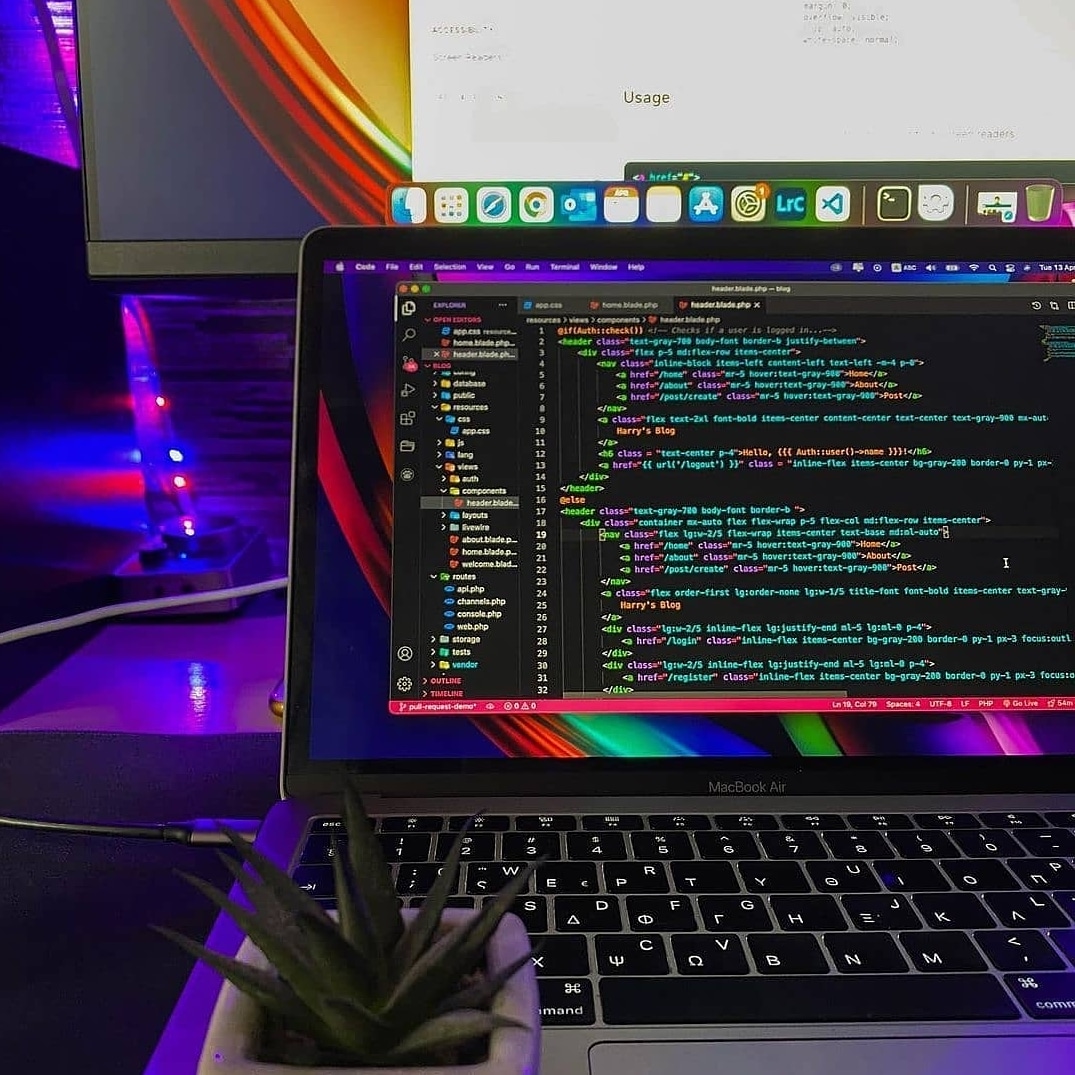 margin: 0;
overflow: visible;
auto;
white-space: normal;
ACCESSIBILITY
Screen Readers
Usage
readers.
<a href="#">
APR
1
LrC
Code File Edit Selection View Go Run Terminal Window Help
ABC
Tue 13 Apr
header.blade.php — blog
EXPLORER ...
app.css home.blade.php header.blade.php ×
OPEN EDITORS
resources > views > components > header.blade.php
app.css resource...
home.blade.php...
× header.blade.ph...
BLOG
database
public
resources
css
app.css
js
lang
views
auth
components
header.blade...
layouts
livewire
about.blade.p...
home.blade.p...
welcome.blad...
routes
api.php
channels.php
console.php
web.php
storage
tests
vendor
OUTLINE
TIMELINE
1 @if(Auth::check()) <!-- Checks if a user is logged in...-->
2 <header class="text-gray-700 body-font border-b justify-between">
3 <div class="flex p-5 md:flex-row items-center">
4 <nav class="inline-block items-left content-left text-left -m-4 p-0">
5 <a href="/home" class="mr-5 hover:text-gray-900">Home</a>
6 <a href="/about" class="mr-5 hover:text-gray-900">About</a>
7 <a href="/post/create" class="mr-5 hover:text-gray-900">Post</a>
8 </nav>
9 <a class="flex text-2xl font-bold items-center content-center text-center text-gray-900 mx-aut
10 Harry's Blog
11 </a>
12 <h6 class = "text-center p-4">Hello, {{{ Auth::user()->name }}}!</h6>
13 <a href="{{ url('/logout') }}" class = "inline-flex items-center bg-gray-200 border-0 py-1 px-
14 </div>
15 </header>
16 @else
17 <header class="text-gray-700 body-font border-b ">
18 <div class="container mx-auto flex flex-wrap p-5 flex-col md:flex-row items-center">
19 <nav class="flex lg:w-2/5 flex-wrap items-center text-base md:ml-auto">
20 <a href="/home" class="mr-5 hover:text-gray-900">Home</a>
21 <a href="/about" class="mr-5 hover:text-gray-900">About</a>
22 <a href="/post/create" class="mr-5 hover:text-gray-900">Post</a>
23 </nav>
24 <a class="flex order-first lg:order-none lg:w-1/5 title-font font-bold items-center text-gray-
25 Harry's Blog
26 </a>
27 <div class="lg:w-2/5 inline-flex lg:justify-end ml-5 lg:ml-0 p-4">
28 <a href="/login" class="inline-flex items-center bg-gray-200 border-0 py-1 px-3 focus:outl
29 </div>
30 <div class="lg:w-2/5 inline-flex lg:justify-end ml-5 lg:ml-0 p-4">
31 <a href="/register" class="inline-flex items-center bg-gray-200 border-0 py-1 px-3 focus:o
32 </div>
pull-request-demo* 0 0 Ln 19, Col 79 Spaces: 4 UTF-8 LF PHP Go Live 54m
MacBook Air
esc
! @ # $ % ^ & * ( ) –
§ 1 2 3 4 5 6 7 8 9 0 -
: ; ς W E ε R Ρ T Y U Θ I O P Π
S D Δ F Φ G Γ H J Ξ K L Λ
X C Ψ V Ω B N M < ,
⌘ ⌘
mmand comm